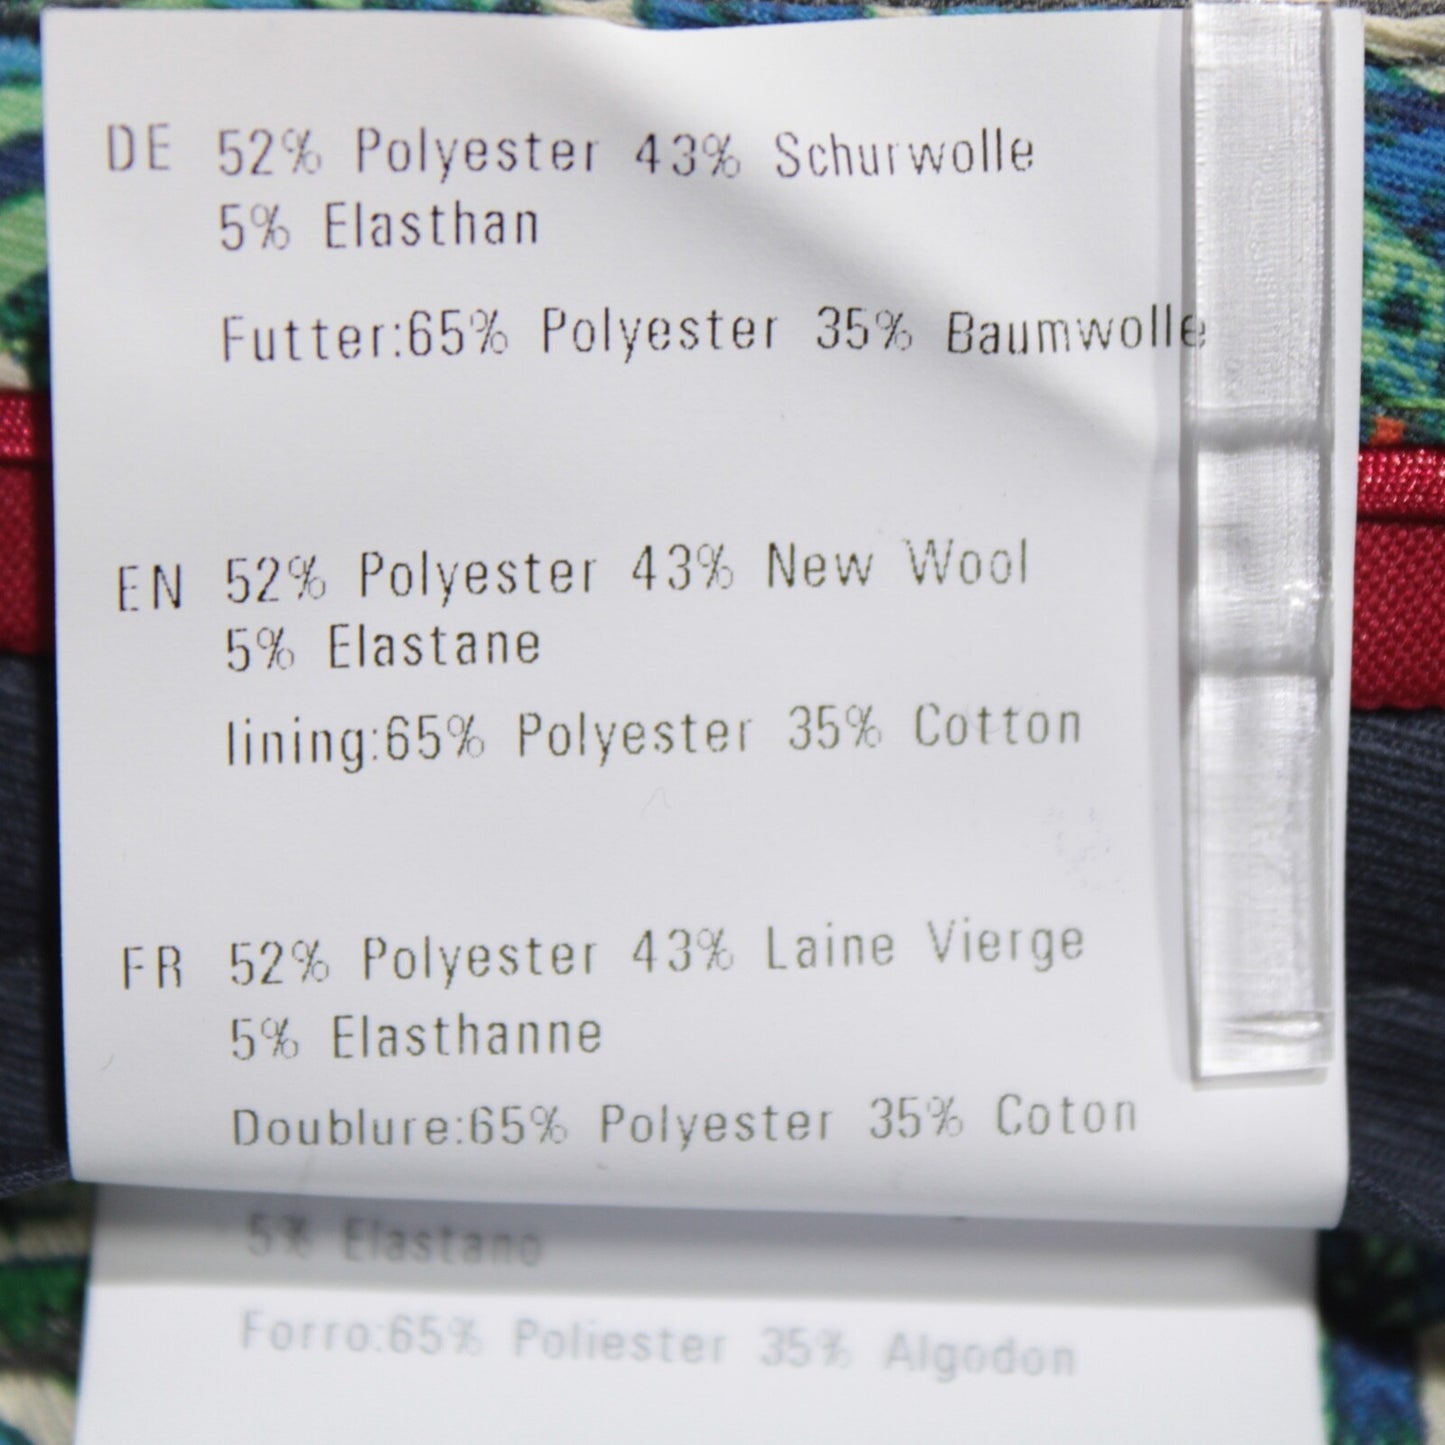 DE 52% Polyester 43% Schurwolle
5% Elasthan
Futter:65% Polyester 35% Baumwolle
EN 52% Polyester 43% New Wool
5% Elastane
lining:65% Polyester 35% Cotton
FR 52% Polyester 43% Laine Vierge
5% Elasthanne
Doublure:65% Polyester 35% Coton
5% Elastano
Forro:65% Poliester 35% Algodon